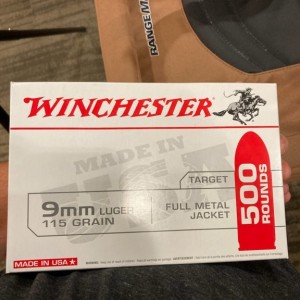 RANGE
WINCHESTER
MADE IN
USA
TARGET
9mm LUGER
115 GRAIN
FULL METAL
JACKET
500
ROUNDS
MADE IN USA